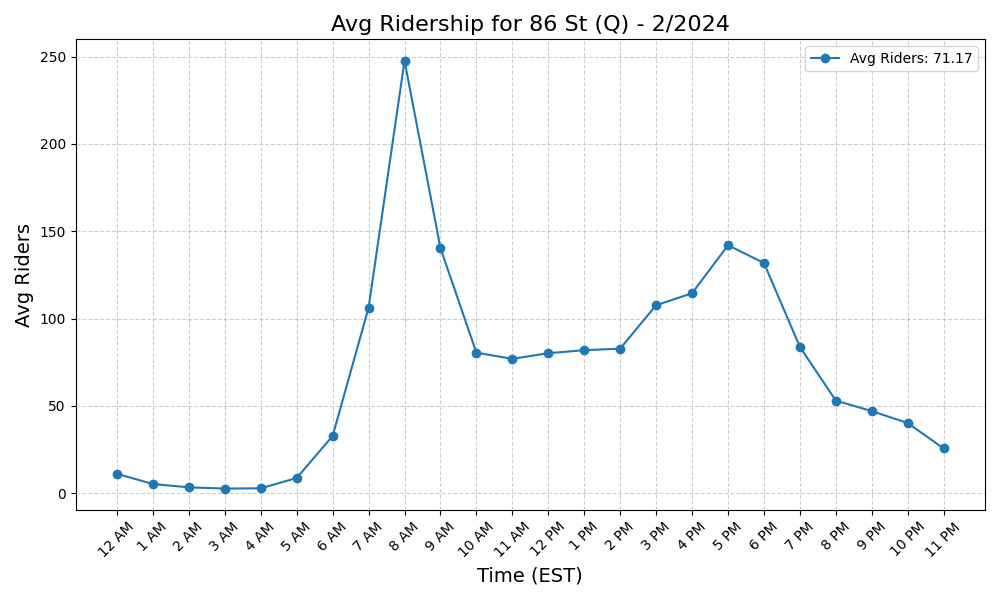 Avg Ridership for 86 St (Q) - 2/2024
Avg Riders: 71.17
Avg Riders
250
200
150
100
50
0
12 AM
1 AM
2 AM
3 AM
4 AM
5 AM
6 AM
7 AM
8 AM
9 AM
10 AM
11 AM
12 PM
1 PM
2 PM
3 PM
4 PM
5 PM
6 PM
7 PM
8 PM
9 PM
10 PM
11 PM
Time (EST)